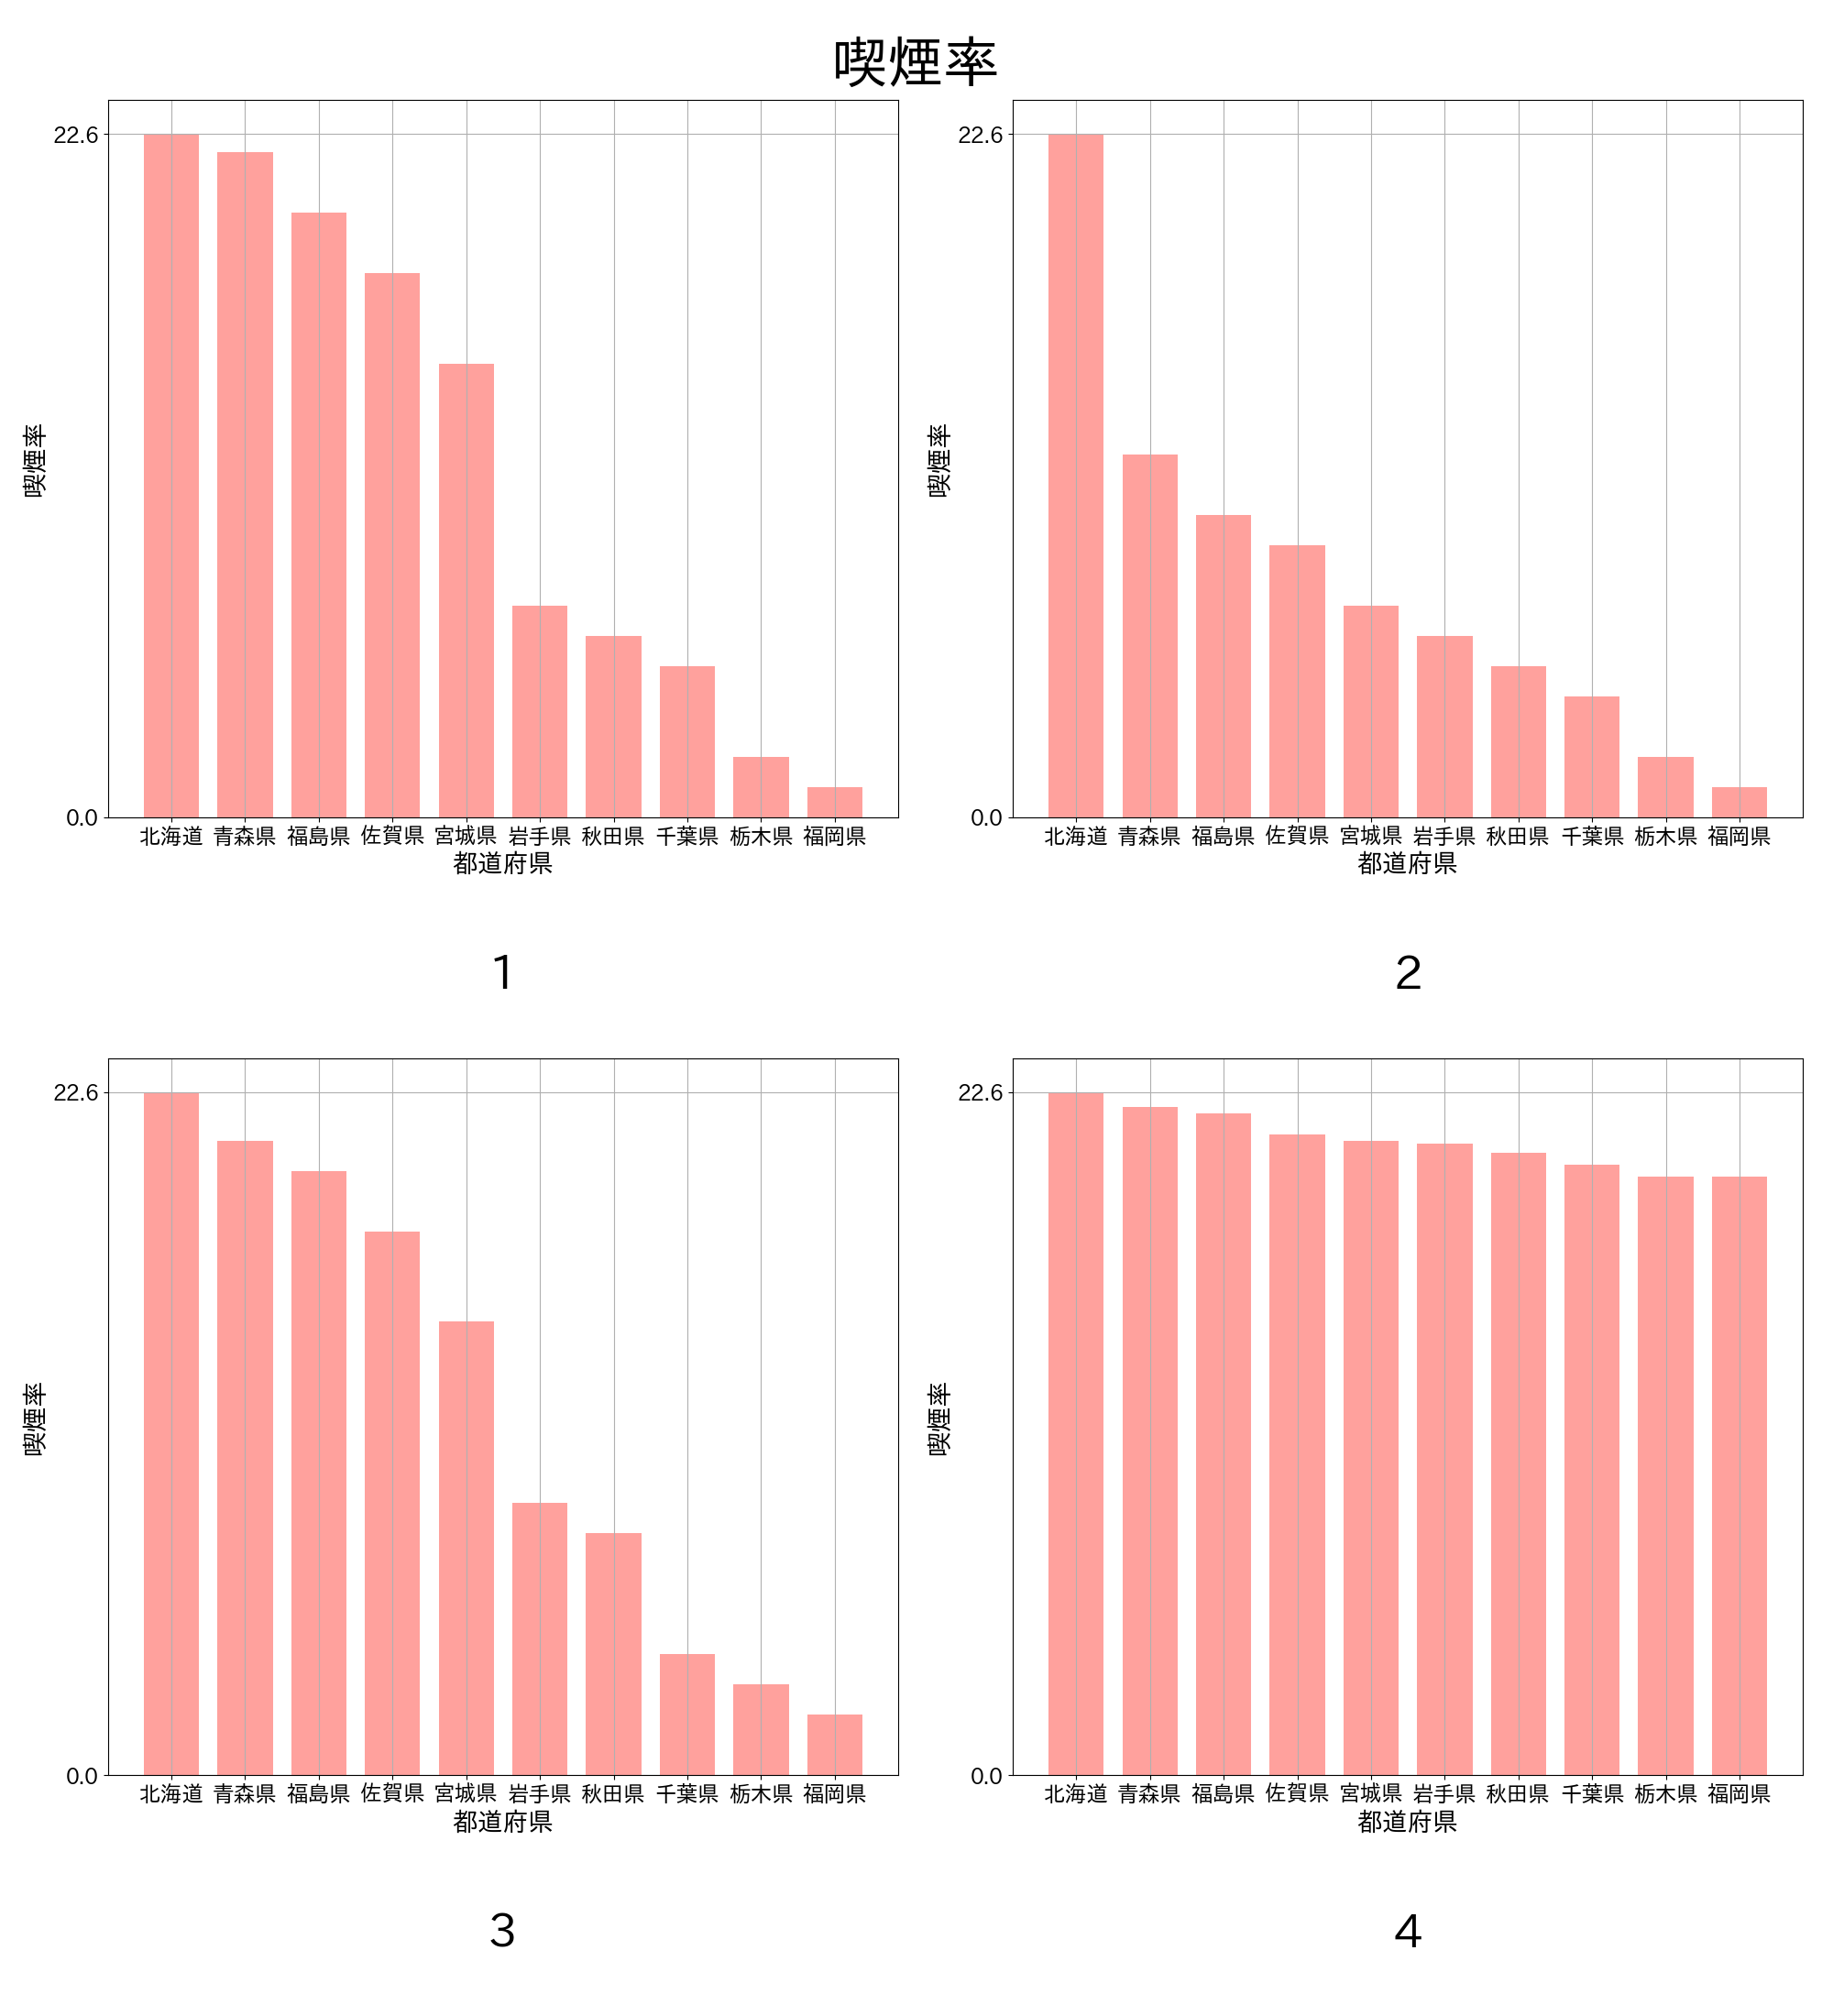 喫煙率
22.6
0.0
喫煙率
北海道 青森県 福島県 佐賀県 宮城県 岩手県 秋田県 千葉県 栃木県 福岡県
都道府県
1
22.6
0.0
喫煙率
北海道 青森県 福島県 佐賀県 宮城県 岩手県 秋田県 千葉県 栃木県 福岡県
都道府県
2
22.6
0.0
喫煙率
北海道 青森県 福島県 佐賀県 宮城県 岩手県 秋田県 千葉県 栃木県 福岡県
都道府県
3
22.6
0.0
喫煙率
北海道 青森県 福島県 佐賀県 宮城県 岩手県 秋田県 千葉県 栃木県 福岡県
都道府県
4